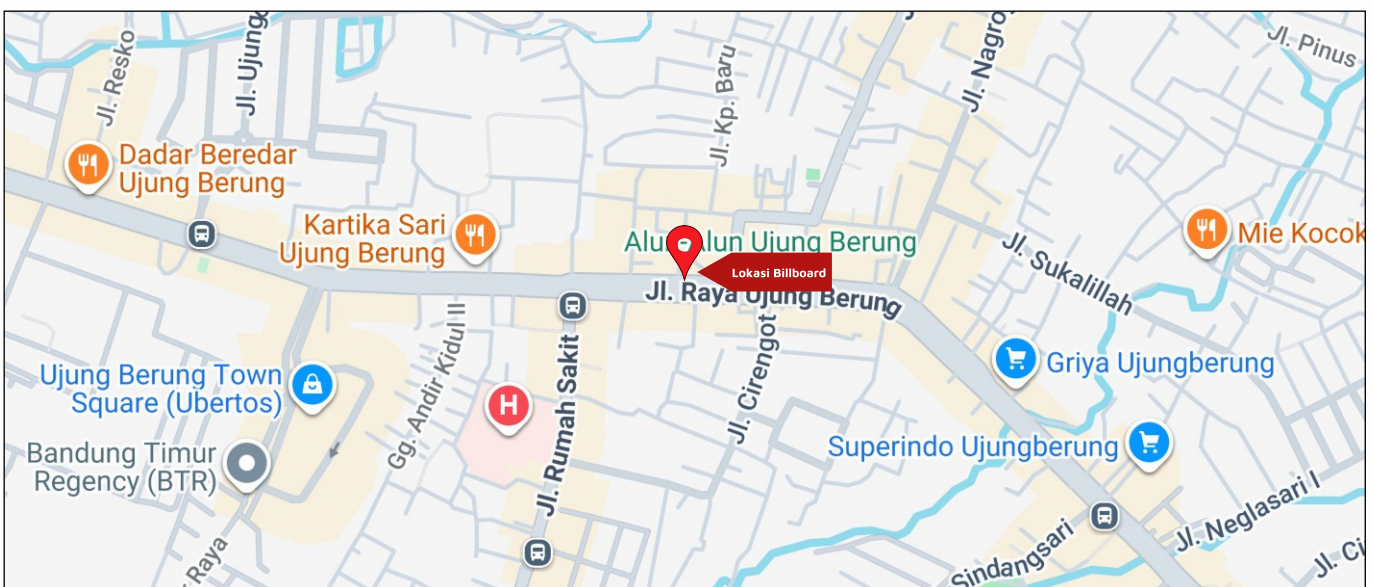 Jl. Resko
Jl. Ujung
Jl. Kp. Baru
Jl. Nagro
Jl. Pinus
Dadar Beredar
Ujung Berung
Kartika Sari
Ujung Berung
Alun Ujung Berung
Lokasi Billboard
Jl. Raya Ujung Berung
Mie Kocok
Jl. Sukalillah
Gg. Andir Kidul II
Jl. Rumah Sakit
Jl. Cirengot
Griya Ujungberung
Ujung Berung Town
Square (Ubertos)
H
Superindo Ujungberung
Bandung Timur
Regency (BTR)
Raya
Sindangsari
Jl. Neglasari I
Jl. Ci